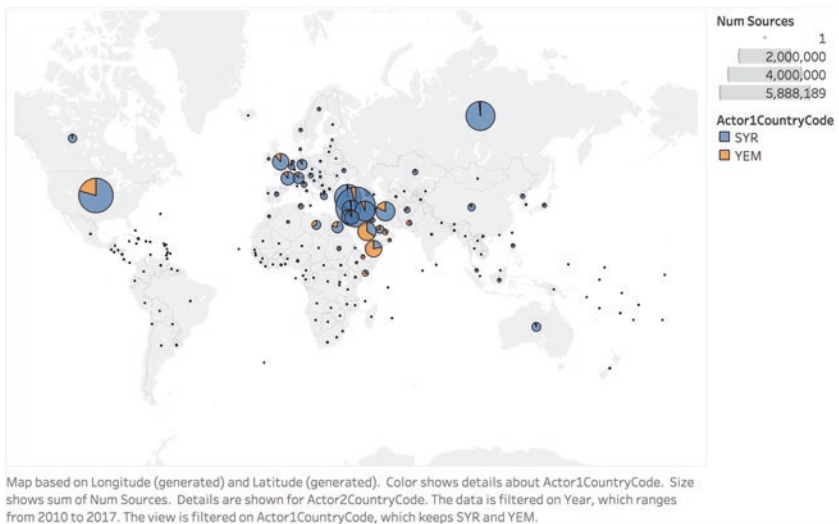 Num Sources
1
2,000,000
4,000,000
5,888,189
Actor1CountryCode
SYR
YEM
Map based on Longitude (generated) and Latitude (generated). Color shows details about Actor1CountryCode. Size
shows sum of Num Sources. Details are shown for Actor2CountryCode. The data is filtered on Year, which ranges
from 2010 to 2017. The view is filtered on Actor1CountryCode, which keeps SYR and YEM.